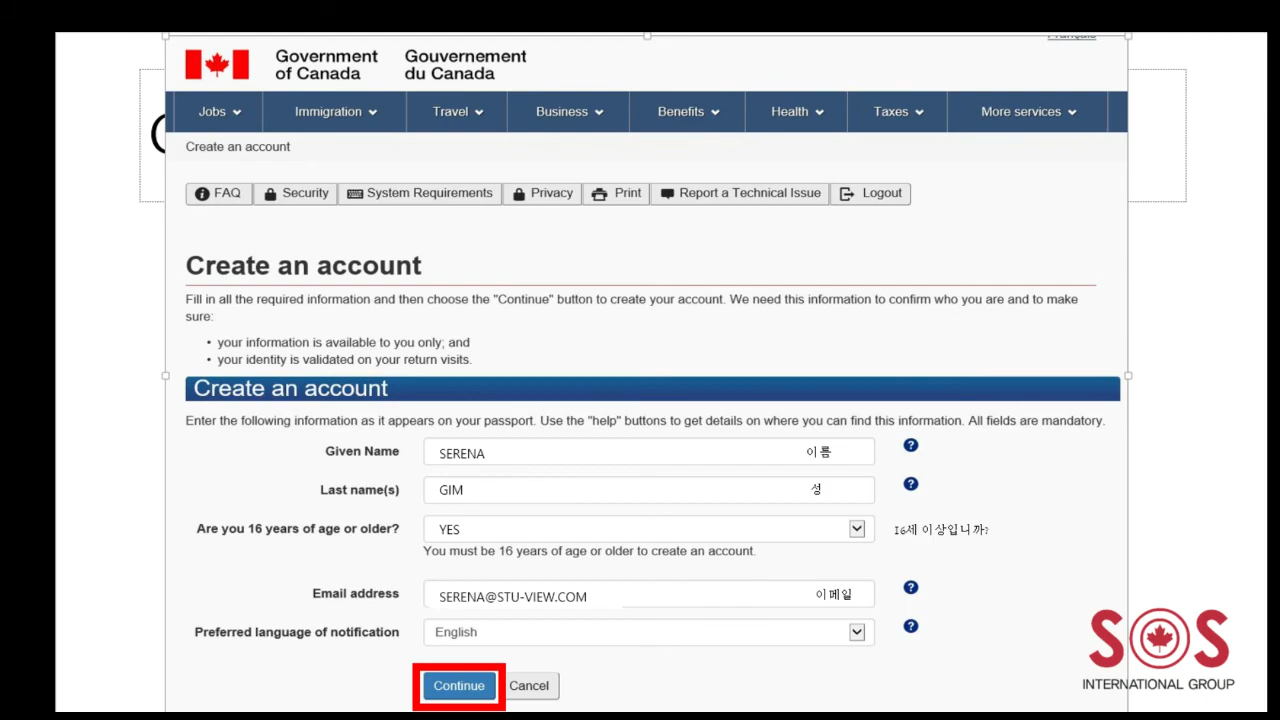 Français
Government of Canada
Gouvernement du Canada
Jobs Immigration Travel Business Benefits Health Taxes More services
Create an account
FAQ Security System Requirements Privacy Print Report a Technical Issue Logout
Create an account
Fill in all the required information and then choose the "Continue" button to create your account. We need this information to confirm who you are and to make
sure:
• your information is available to you only; and
• your identity is validated on your return visits.
Create an account
Enter the following information as it appears on your passport. Use the "help" buttons to get details on where you can find this information. All fields are mandatory.
Given Name SERENA 이름
Last name(s) GIM 성
Are you 16 years of age or older? YES 16세 이상입니까?
You must be 16 years of age or older to create an account.
Email address SERENA@STU-VIEW.COM 이메일
Preferred language of notification English
Continue Cancel
SOS
INTERNATIONAL GROUP